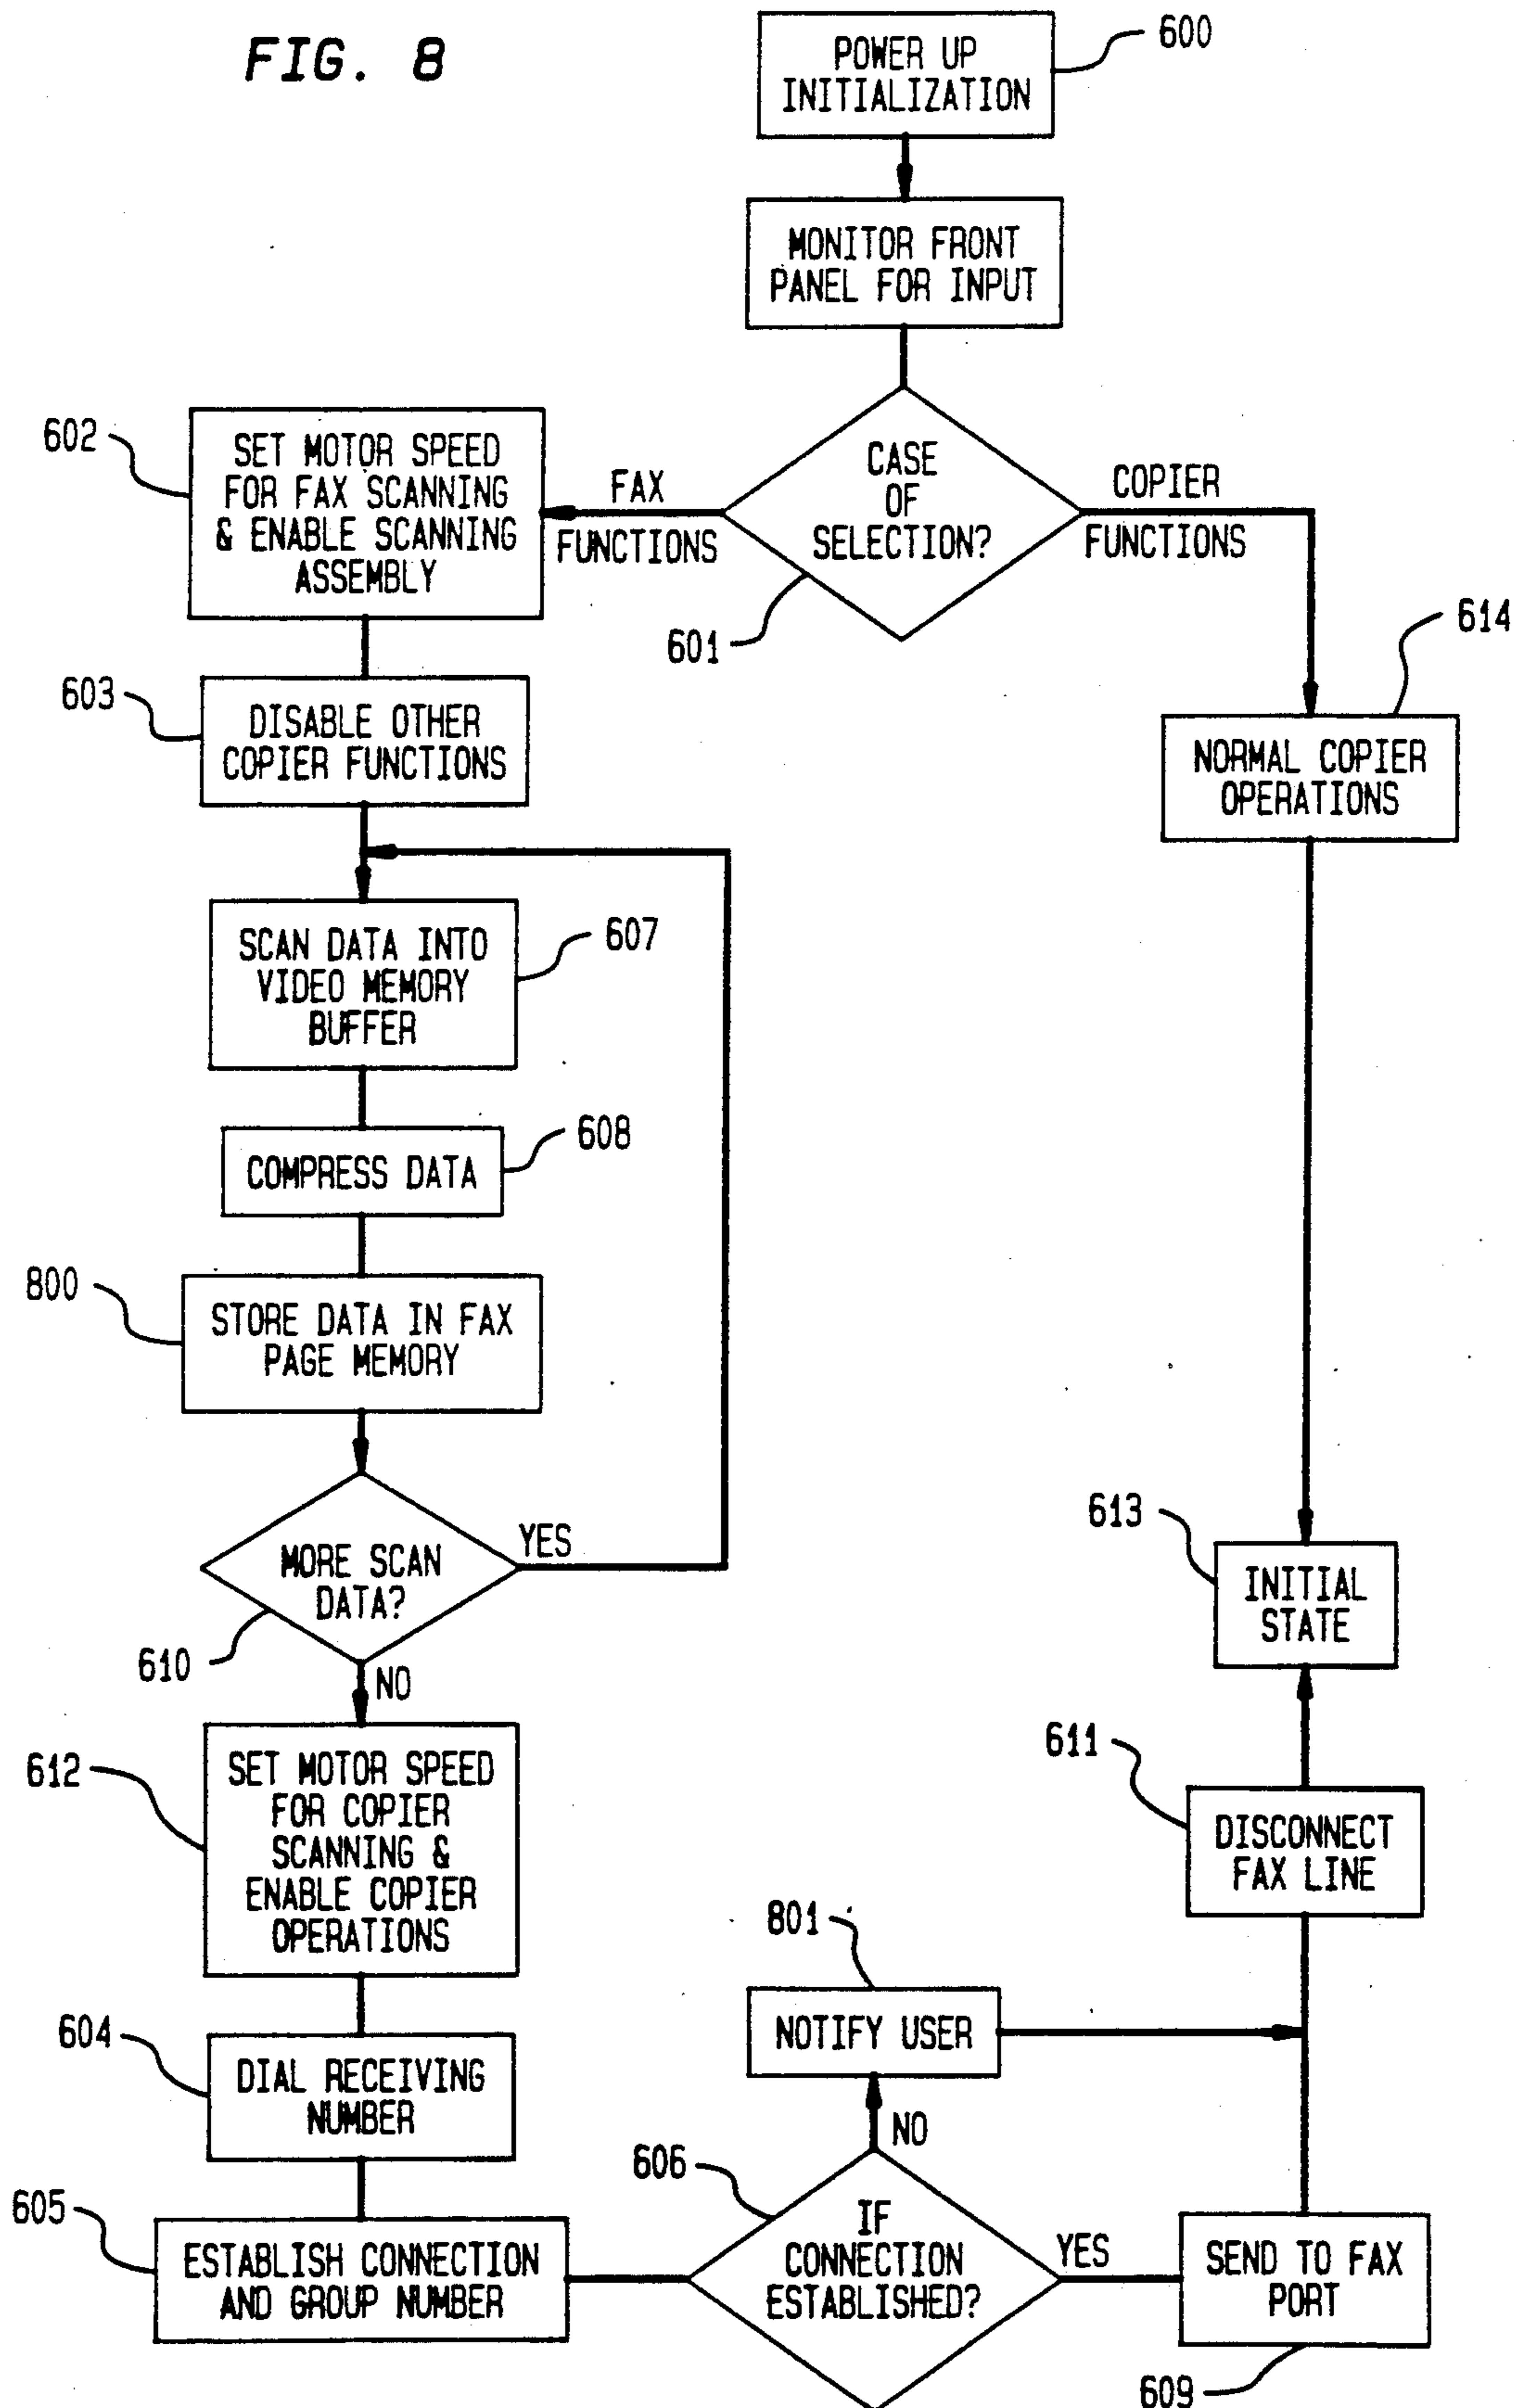 FIG. 8
POWER UP
INITIALIZATION
600
MONITOR FRONT
PANEL FOR INPUT
CASE
OF
SELECTION?
601
FAX
FUNCTIONS
COPIER
FUNCTIONS
602
SET MOTOR SPEED
FOR FAX SCANNING
& ENABLE SCANNING
ASSEMBLY
614
NORMAL COPIER
OPERATIONS
603
DISABLE OTHER
COPIER FUNCTIONS
SCAN DATA INTO
VIDEO MEMORY
BUFFER
607
COMPRESS DATA
608
800
STORE DATA IN FAX
PAGE MEMORY
MORE SCAN
DATA?
YES
610
NO
613
INITIAL
STATE
612
SET MOTOR SPEED
FOR COPIER
SCANNING &
ENABLE COPIER
OPERATIONS
611
DISCONNECT
FAX LINE
801
NOTIFY USER
604
DIAL RECEIVING
NUMBER
NO
605
ESTABLISH CONNECTION
AND GROUP NUMBER
606
IF
CONNECTION
ESTABLISHED?
YES
SEND TO FAX
PORT
609